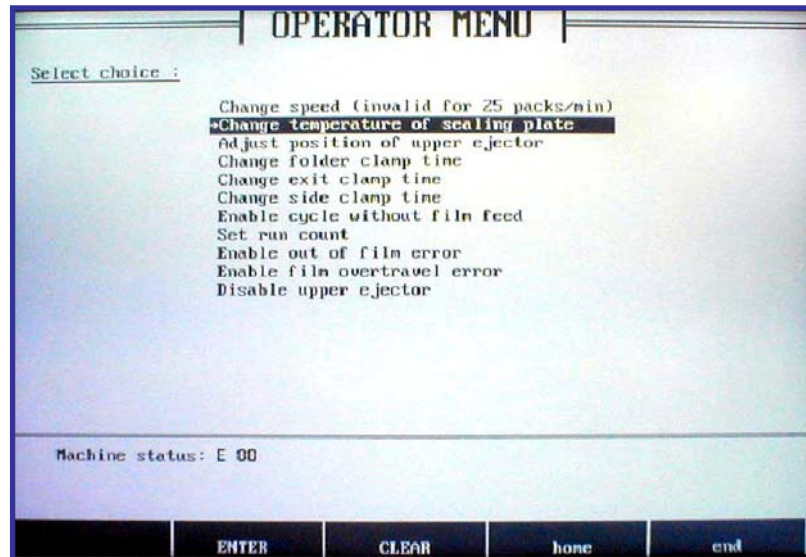 OPERATOR MENU
Select choice :
Change speed (invalid for 25 packs/min)
→Change temperature of sealing plate
Adjust position of upper ejector
Change folder clamp time
Change exit clamp time
Change side clamp time
Enable cycle without film feed
Set run count
Enable out of film error
Enable film overtravel error
Disable upper ejector
Machine status: E 00
ENTER CLEAR home end